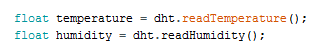 float temperature = dht.readTemperature();
float humidity = dht.readHumidity();